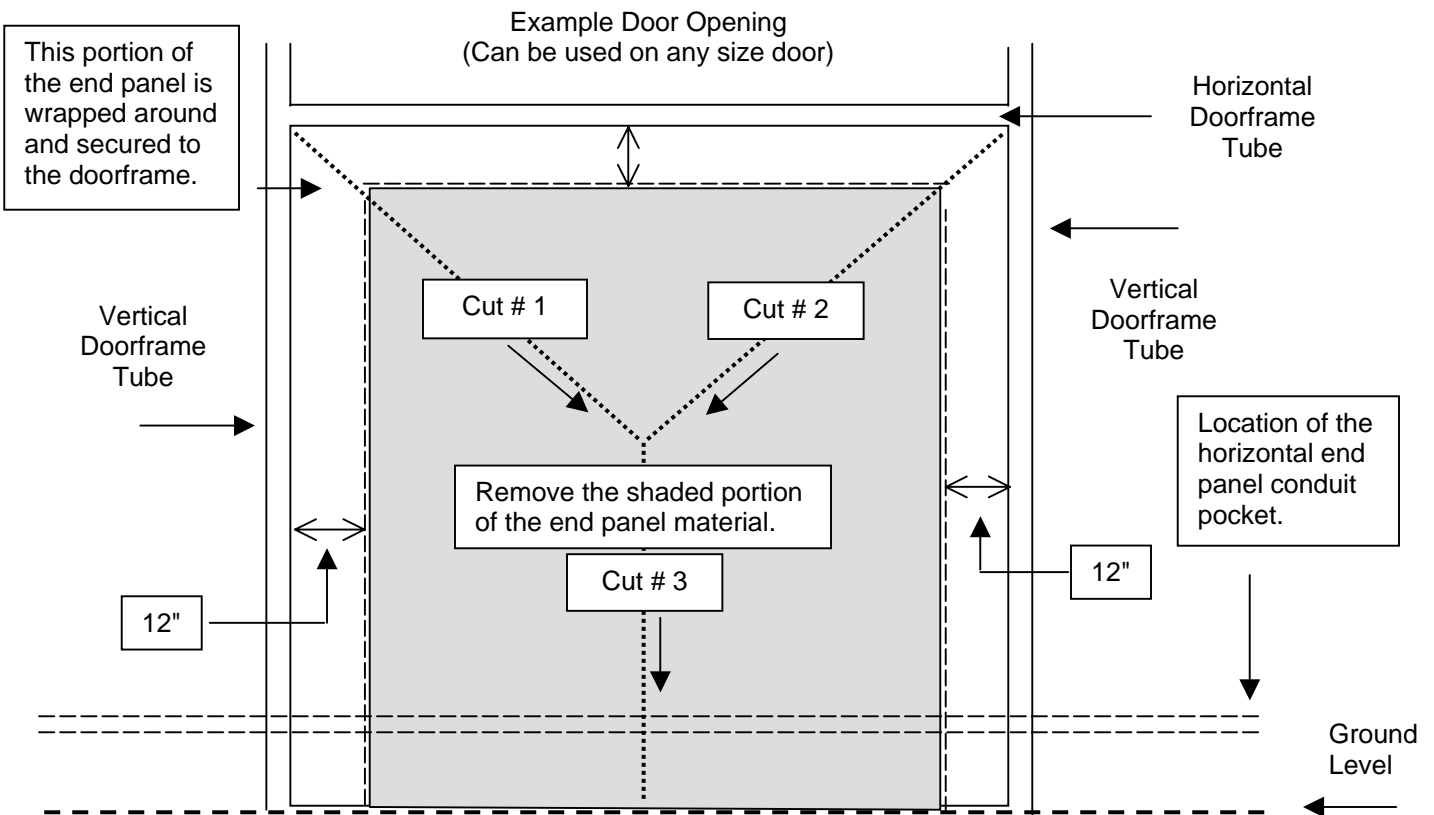 Example Door Opening
(Can be used on any size door)
This portion of
the end panel is
wrapped around
and secured to
the doorframe.
Horizontal
Doorframe
Tube
Cut # 1
Cut # 2
Vertical
Doorframe
Tube
Vertical
Doorframe
Tube
Location of the
horizontal end
panel conduit
pocket.
Remove the shaded portion
of the end panel material.
Cut # 3
12"
12"
Ground
Level